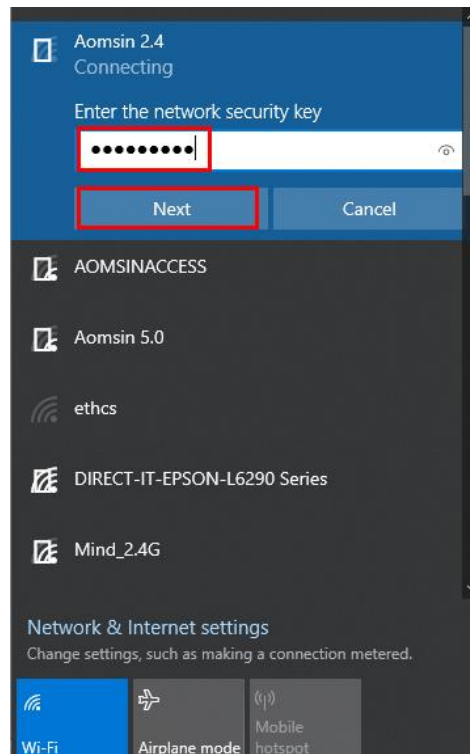 Aomsin 2.4
Connecting
Enter the network security key
•••••••••
Next
Cancel
AOMSINACCESS
Aomsin 5.0
ethcs
DIRECT-IT-EPSON-L6290 Series
Mind_2.4G
Network & Internet settings
Change settings, such as making a connection metered.
Wi-Fi
Airplane mode
Mobile
hotspot